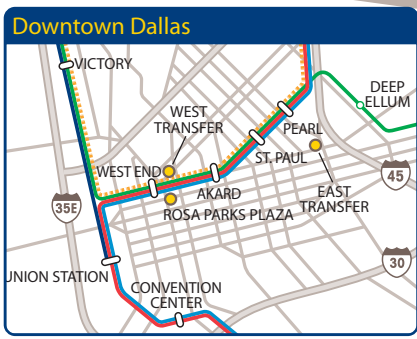 Downtown Dallas
VICTORY
DEEP
ELLUM
WEST
TRANSFER
PEARL
ST. PAUL
WEST END
45
AKARD
EAST
TRANSFER
35E
ROSA PARKS PLAZA
UNION STATION
30
CONVENTION
CENTER